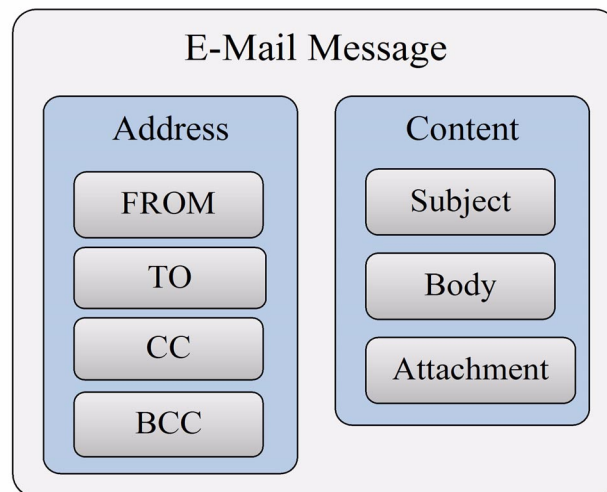 E-Mail Message
Address
FROM
TO
CC
BCC
Content
Subject
Body
Attachment